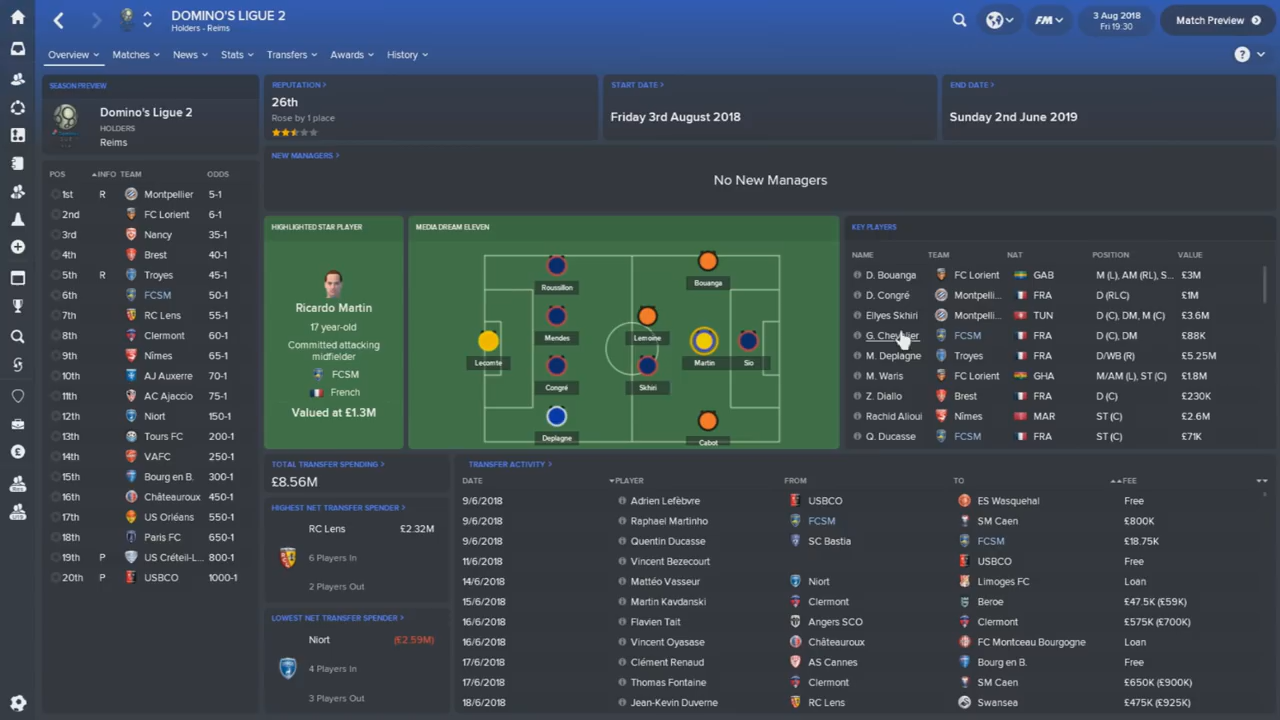 DOMINO'S LIGUE 2
Holders - Reims
FM
3 Aug 2018
Fri 19:30
Match Preview
Overview Matches News Stats Transfers Awards History
?
SEASON PREVIEW
Domino's Ligue 2
HOLDERS
Reims
REPUTATION >
26th
Rose by 1 place
START DATE >
Friday 3rd August 2018
END DATE >
Sunday 2nd June 2019
NEW MANAGERS >
No New Managers
POS INFO TEAM ODDS
1st R Montpellier 5-1
2nd FC Lorient 6-1
3rd Nancy 35-1
4th Brest 40-1
5th R Troyes 45-1
6th FCSM 50-1
7th RC Lens 55-1
8th Clermont 60-1
9th Nîmes 65-1
10th AJ Auxerre 70-1
11th AC Ajaccio 75-1
12th Niort 150-1
13th Tours FC 200-1
14th VAFC 250-1
15th Bourg en B. 300-1
16th Châteauroux 450-1
17th US Orléans 550-1
18th Paris FC 650-1
19th P US Créteil-L... 800-1
20th P USBCO 1000-1
HIGHLIGHTED STAR PLAYER
Ricardo Martin
17 year-old
Committed attacking
midfielder
FCSM
French
Valued at £1.3M
MEDIA DREAM ELEVEN
Roussillon
Bouanga
Mendes
Lemoine
Lecomte
Martin
Sio
Congré
Skhiri
Deplagne
Cabot
KEY PLAYERS
NAME TEAM NAT POSITION VALUE
D. Bouanga FC Lorient GAB M (L), AM (RL), S... £3M
D. Congré Montpelli... FRA D (RLC) £1M
Ellyes Skhiri Montpelli... TUN D (C), DM, M (C) £3.6M
FCSM FRA D (C), DM £88K
M. Deplagne Troyes FRA D/WB (R) £5.25M
M. Waris FC Lorient GHA M/AM (L), ST (C) £1.8M
Z. Diallo Brest FRA D (C) £230K
Rachid Alioui Nîmes MAR ST (C) £2.6M
Q. Ducasse FCSM FRA ST (C) £71K
TOTAL TRANSFER SPENDING >
£8.56M
HIGHEST NET TRANSFER SPENDER >
RC Lens £2.32M
6 Players In
2 Players Out
LOWEST NET TRANSFER SPENDER >
Niort (£2.59M)
4 Players In
3 Players Out
TRANSFER ACTIVITY >
DATE PLAYER FROM TO FEE
9/6/2018 Adrien Lefèbvre USBCO ES Wasquehal Free
9/6/2018 Raphael Martinho FCSM SM Caen £800K
9/6/2018 Quentin Ducasse SC Bastia FCSM £18.75K
11/6/2018 Vincent Bezecourt USBCO Free
14/6/2018 Mattéo Vasseur Niort Limoges FC Loan
15/6/2018 Martin Kavdanski Clermont Beroe £47.5K (£59K)
16/6/2018 Flavien Tait Angers SCO Clermont £575K (£700K)
16/6/2018 Vincent Oyasase Châteauroux FC Montceau Bourgogne Loan
17/6/2018 Clément Renaud AS Cannes Bourg en B. Free
17/6/2018 Thomas Fontaine Clermont SM Caen £650K (£900K)
18/6/2018 Jean-Kevin Duverne RC Lens Swansea £475K (£925K)